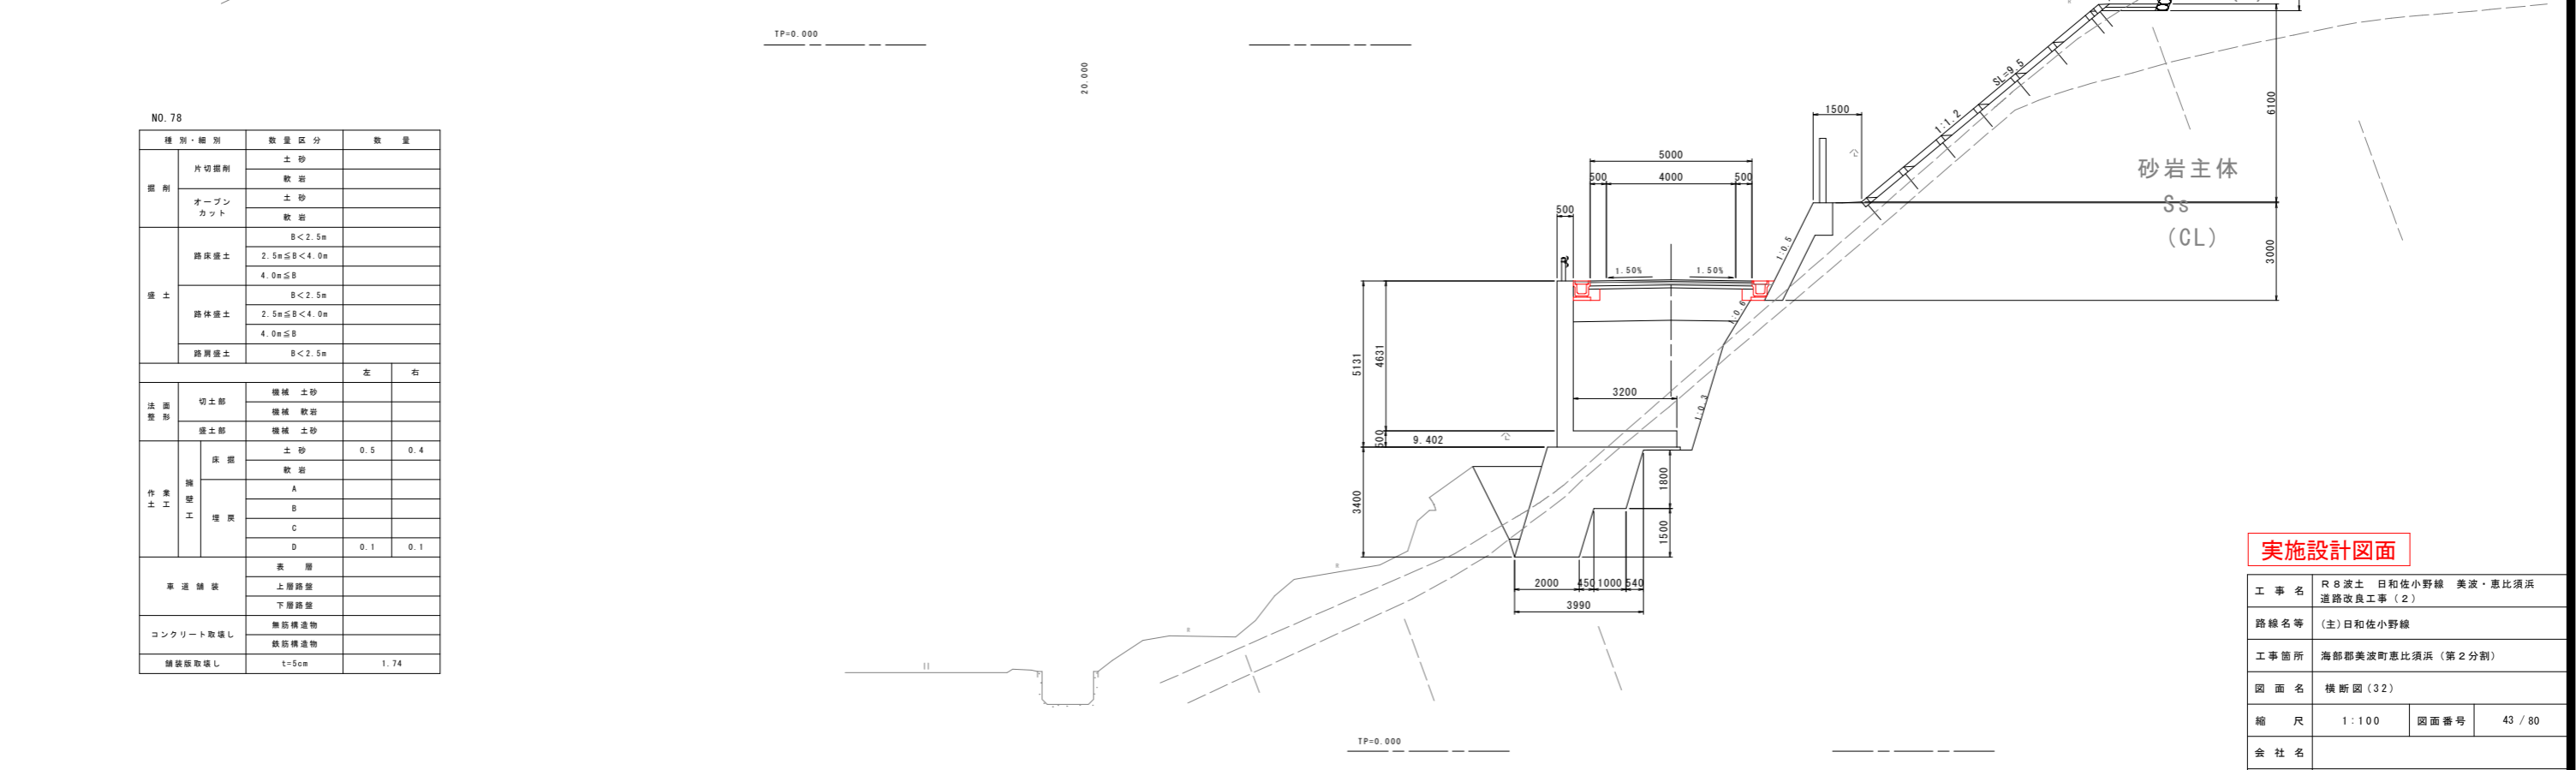 TP=0.000
20.000
NO.78
種 別・細 別 数 量 区 分 数 量
掘 削 片切掘削 土 砂
軟 岩
オープンカット 土 砂
軟 岩
盛 土 路床盛土 B<2.5m
2.5m≦B<4.0m
4.0m≦B
路体盛土 B<2.5m
2.5m≦B<4.0m
4.0m≦B
路肩盛土 B<2.5m
左 右
法 面 整 形 切土部 機械 土砂
機械 軟岩
盛土部 機械 土砂
作 業 土 工 擁 壁 工 床 掘 土 砂 0.5 0.4
軟 岩
埋 戻 A
B
C
D 0.1 0.1
車 道 舗 装 表 層
上層路盤
下層路盤
コンクリート取壊し 無筋構造物
鉄筋構造物
舗装版取壊し t=5cm 1.74
SL=9.5
1:1.2
6100
1500
5000
500 4000 500
500
1:0.5
砂岩主体
Ss
(CL)
3000
1.50% 1.50%
1:0.6
5131
4631
3200
1:0.3
500
9.402
3400
1800
1500
2000 450 1000 540
3990
TP=0.000
実施設計図面
工 事 名 R8波土 日和佐小野線 美波・恵比須浜
道路改良工事(2)
路線名等 (主)日和佐小野線
工事箇所 海部郡美波町恵比須浜(第2分割)
図 面 名 横断図(32)
縮 尺 1:100 図面番号 43 / 80
会 社 名